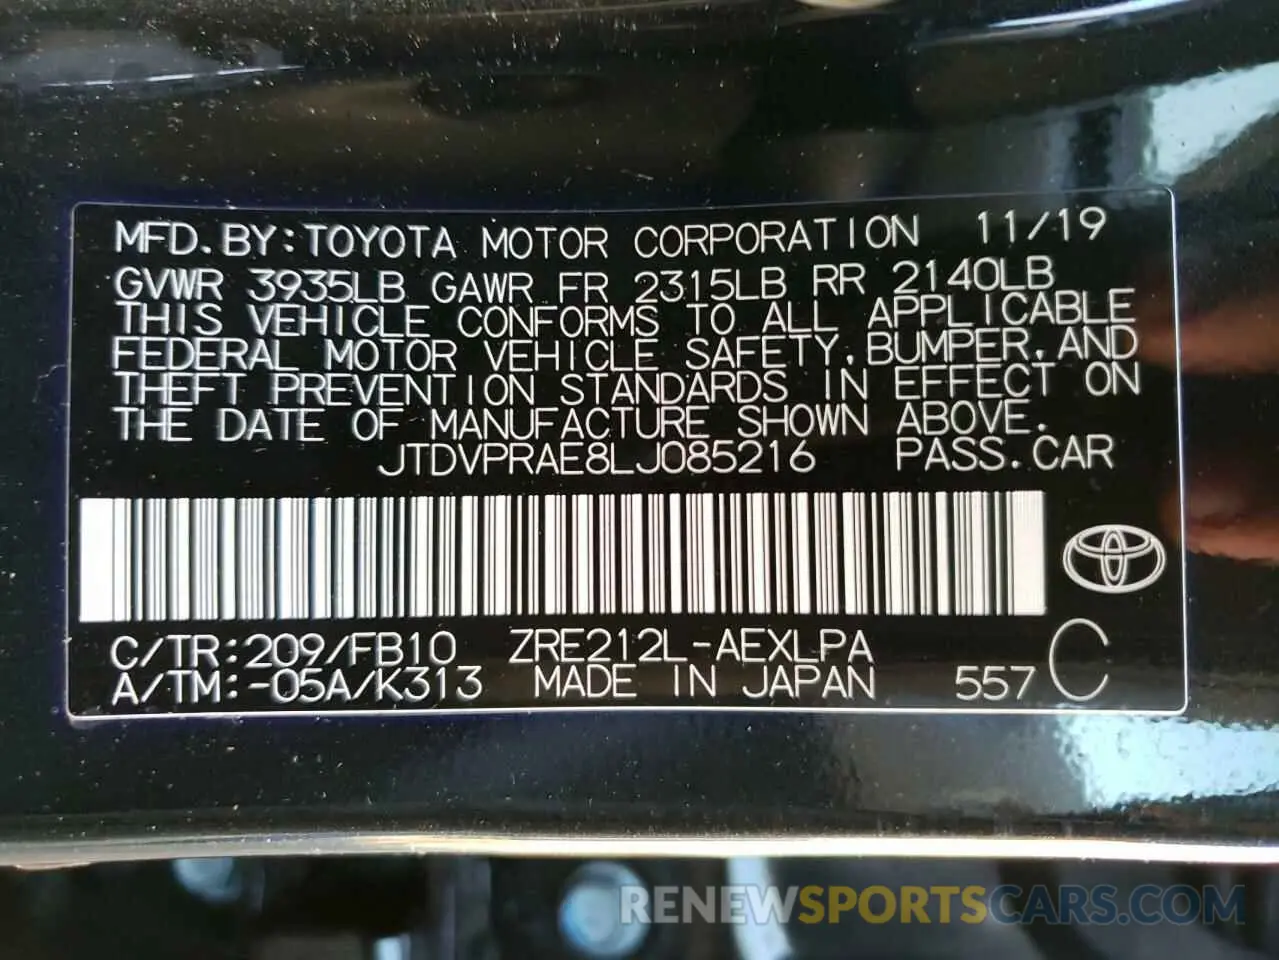 MFD.BY:TOYOTA MOTOR CORPORATION 11/19
GVWR 3935LB GAWR FR 2315LB RR 2140LB
THIS VEHICLE CONFORMS TO ALL APPLICABLE
FEDERAL MOTOR VEHICLE SAFETY,BUMPER,AND
THEFT PREVENTION STANDARDS IN EFFECT ON
THE DATE OF MANUFACTURE SHOWN ABOVE.
JTDVPRAE8LJ085216 PASS.CAR
C/TR:209/FB10 ZRE212L-AEXLPA
A/TM:-05A/K313 MADE IN JAPAN 557 C
RENEWSPORTSCARS.COM